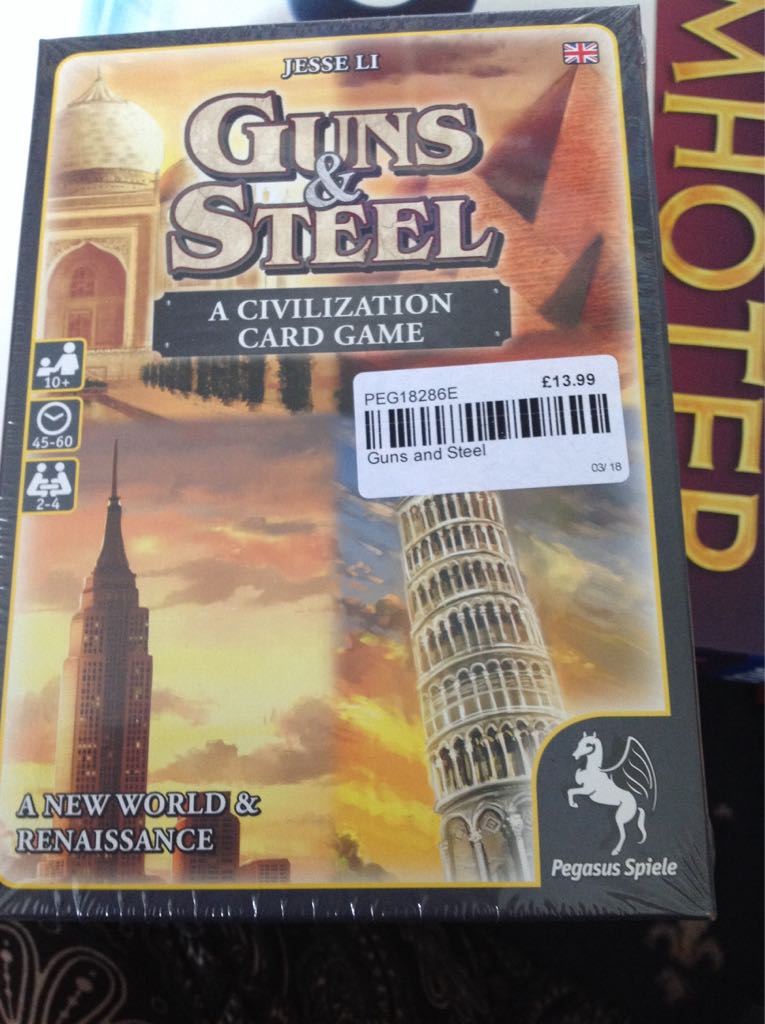 JESSE LI
GUNS
&
STEEL
A CIVILIZATION
CARD GAME
10+
45-60
2-4
PEG18286E £13.99
Guns and Steel
03/18
A NEW WORLD &
RENAISSANCE
Pegasus Spiele
MHOTEP